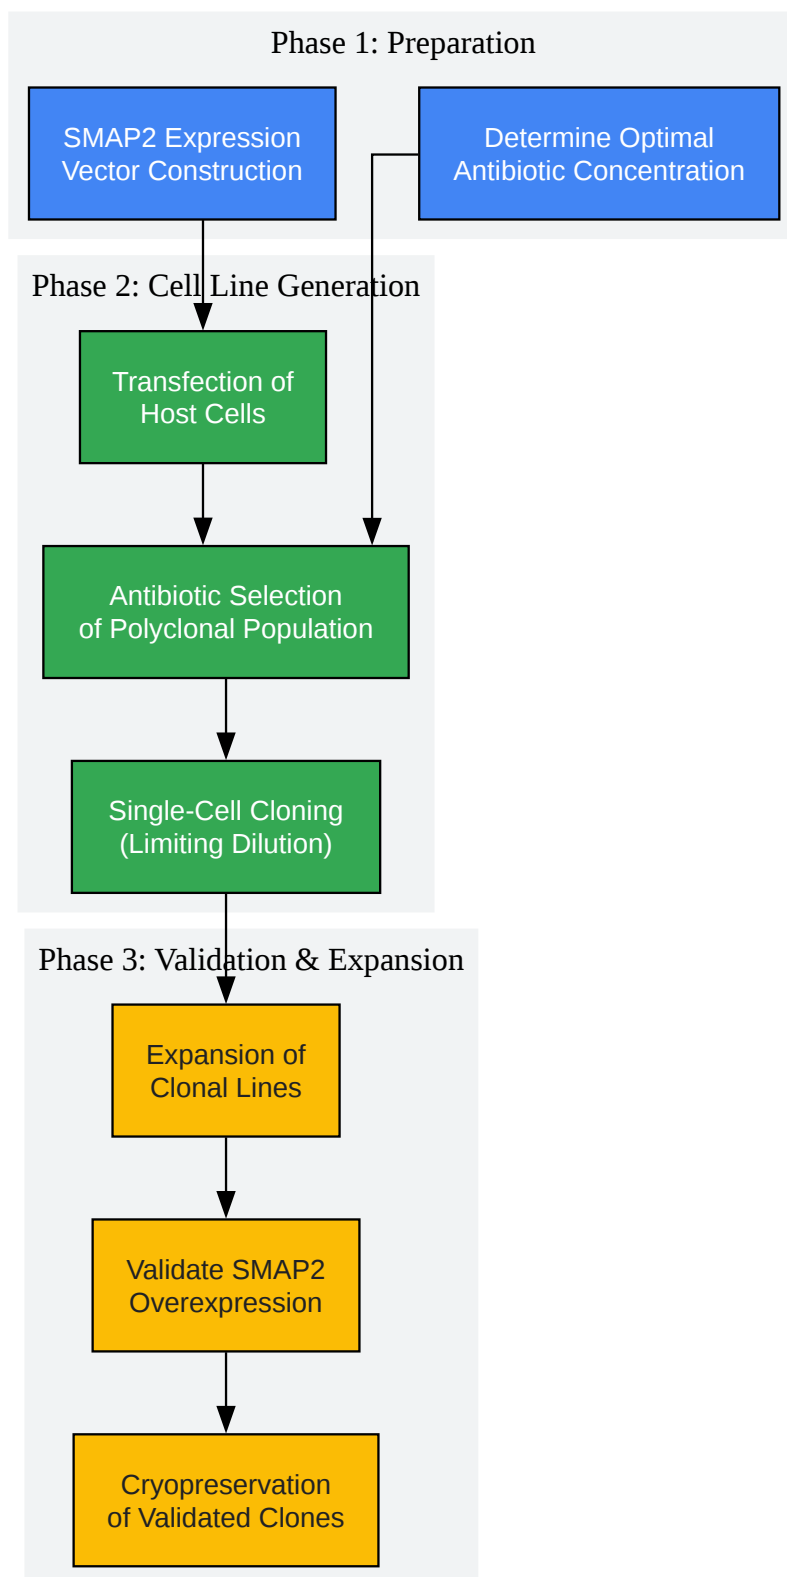 Phase 1: Preparation
SMAP2 Expression
Vector Construction
Determine Optimal
Antibiotic Concentration
Phase 2: Cell Line Generation
Transfection of
Host Cells
Antibiotic Selection
of Polyclonal Population
Single-Cell Cloning
(Limiting Dilution)
Phase 3: Validation & Expansion
Expansion of
Clonal Lines
Validate SMAP2
Overexpression
Cryopreservation
of Validated Clones